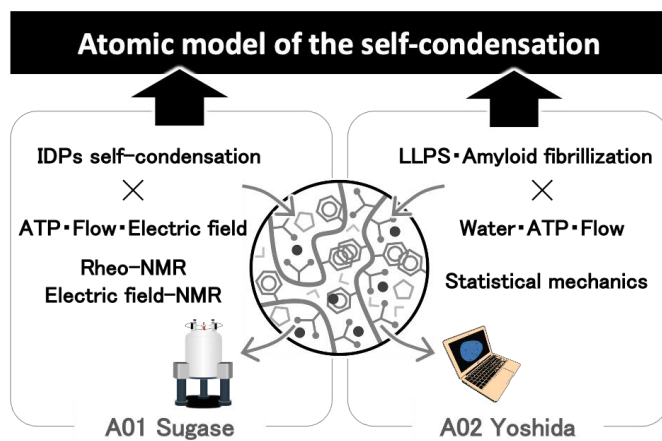 Atomic model of the self-condensation
IDPs self-condensation
×
ATP・Flow・Electric field
Rheo-NMR
Electric field-NMR
A01 Sugase
LLPS・Amyloid fibrillization
×
Water・ATP・Flow
Statistical mechanics
A02 Yoshida